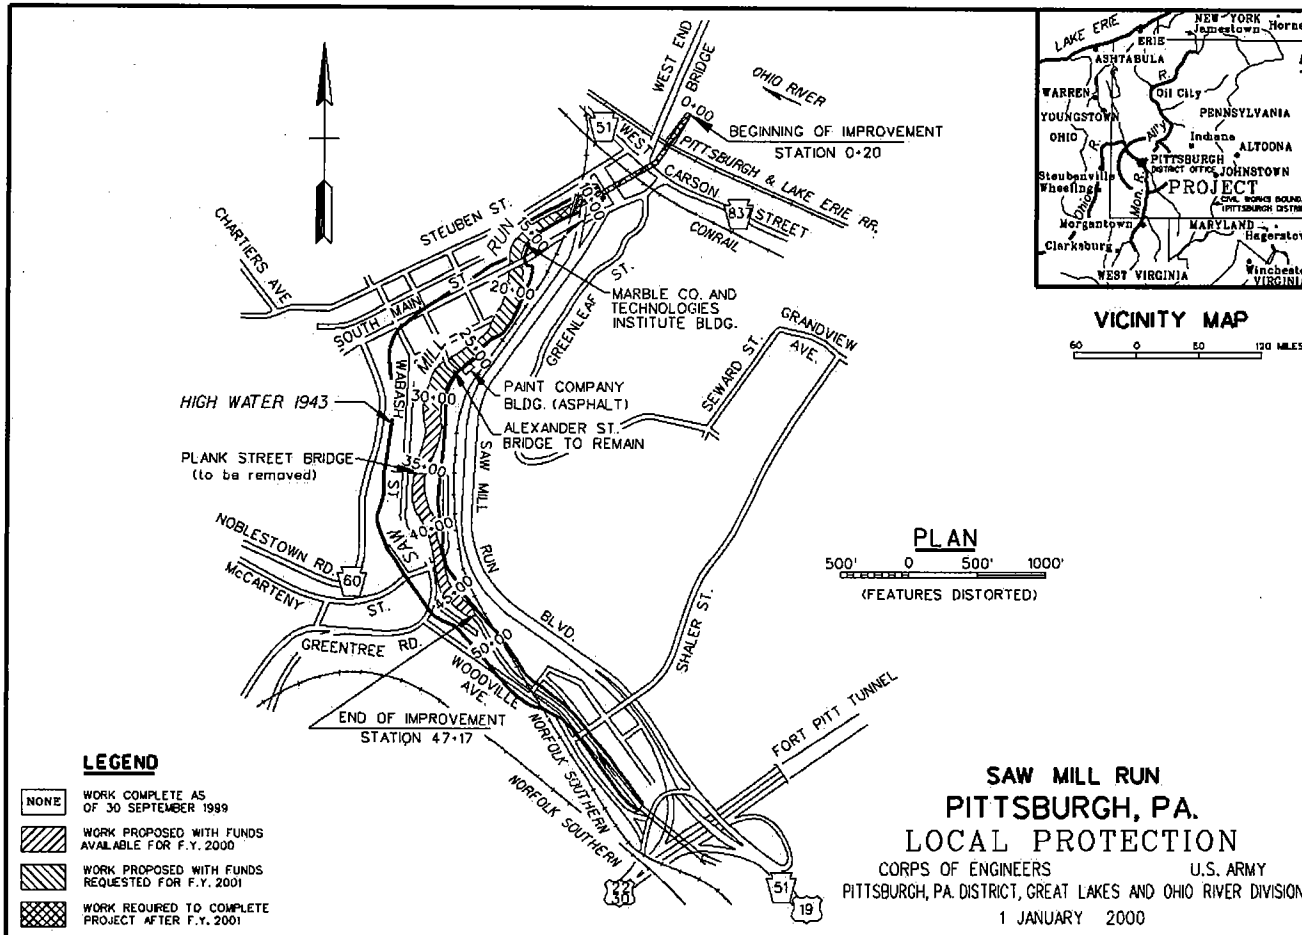 WEST END
BRIDGE
OHIO RIVER
0+00
BEGINNING OF IMPROVEMENT
STATION 0+20
51
WEST
CARSON
STREET
837
PITTSBURGH & LAKE ERIE RR.
CONRAIL
10+00
15+00
20+00
25+00
30+00
35+00
40+00
45+00
50+00
STEUBEN ST.
CHARTIERS AVE
SOUTH MAIN ST.
SAW
MILL
RUN
WABASH
ST.
GREENLEAF ST.
MARBLE CO. AND
TECHNOLOGIES
INSTITUTE BLDG.
GRANDVIEW
AVE.
SEWARD ST.
PAINT COMPANY
BLDG. (ASPHALT)
ALEXANDER ST.
BRIDGE TO REMAIN
HIGH WATER 1943
PLANK STREET BRIDGE
(to be removed)
SAW MILL
RUN
BLVD.
NOBLESTOWN RD.
60
McCARTENY
ST.
GREENTREE RD.
WOODVILLE
AVE.
SHALER ST.
END OF IMPROVEMENT
STATION 47+17
NORFOLK SOUTHERN
NORFOLK SOUTHERN
FORT PITT TUNNEL
22
30
51
19
PLAN
500' 0 500' 1000'
(FEATURES DISTORTED)
LAKE ERIE
NEW YORK
Jamestown
ERIE
ASHTABULA
WARREN
YOUNGSTOWN
OHIO
R.
Oil City
PENNSYLVANIA
All'y
Indiana
ALTOONA
R.
PITTSBURGH
DISTRICT OFFICE
JOHNSTOWN
Steubenville
Wheeling
PROJECT
Ohio
Mon. R.
Morgantown
MARYLAND
Clarksburg
WEST VIRGINIA
VICINITY MAP
60 0 50 120 MILES
LEGEND
NONE
WORK COMPLETE AS
OF 30 SEPTEMBER 1999
WORK PROPOSED WITH FUNDS
AVAILABLE FOR F.Y. 2000
WORK PROPOSED WITH FUNDS
REQUESTED FOR F.Y. 2001
WORK REQUIRED TO COMPLETE
PROJECT AFTER F.Y. 2001
SAW MILL RUN
PITTSBURGH, PA.
LOCAL PROTECTION
CORPS OF ENGINEERS U.S. ARMY
PITTSBURGH, PA. DISTRICT, GREAT LAKES AND OHIO RIVER DIVISION
1 JANUARY 2000